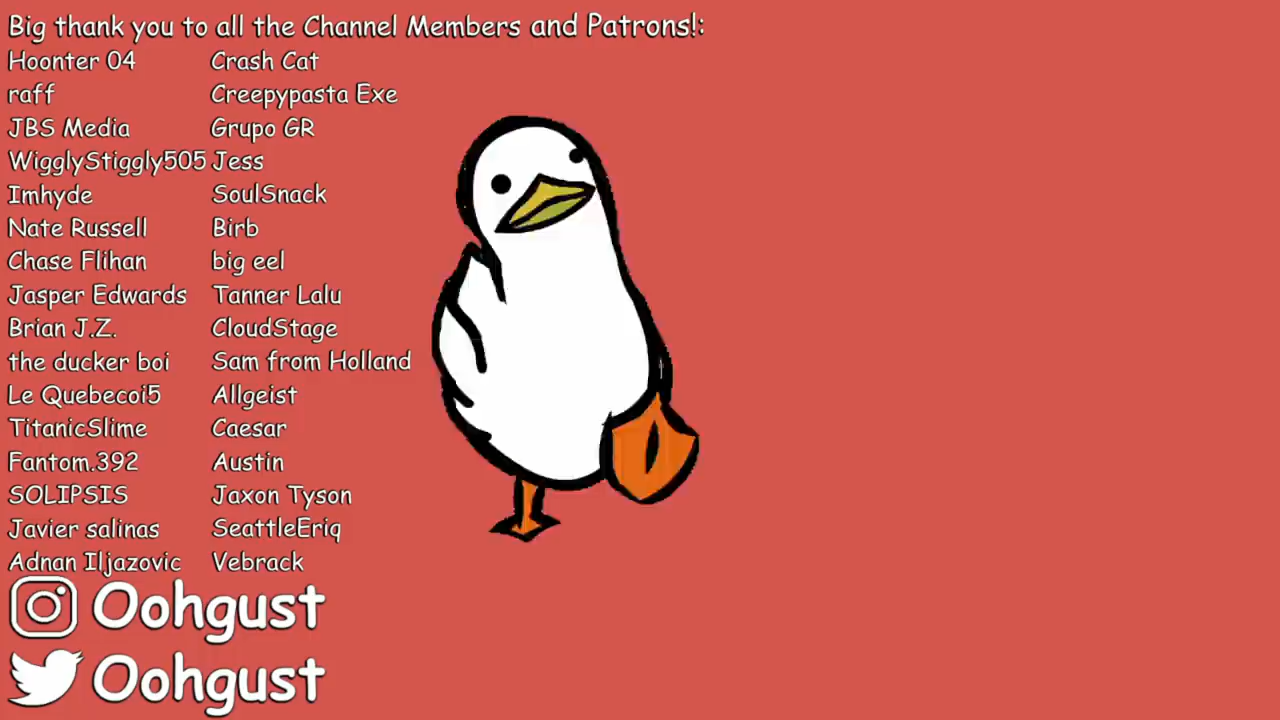 Big thank you to all the Channel Members and Patrons!:
Hoonter 04
raff
JBS Media
WigglyStiggly505
Imhyde
Nate Russell
Chase Flihan
Jasper Edwards
Brian J.Z.
the ducker boi
Le Quebecoi5
TitanicSlime
Fantom.392
SOLIPSIS
Javier salinas
Adnan Iljazovic
Crash Cat
Creepypasta Exe
Grupo GR
Jess
SoulSnack
Birb
big eel
Tanner Lalu
CloudStage
Sam from Holland
Allgeist
Caesar
Austin
Jaxon Tyson
SeattleEriq
Vebrack
Oohgust
Oohgust